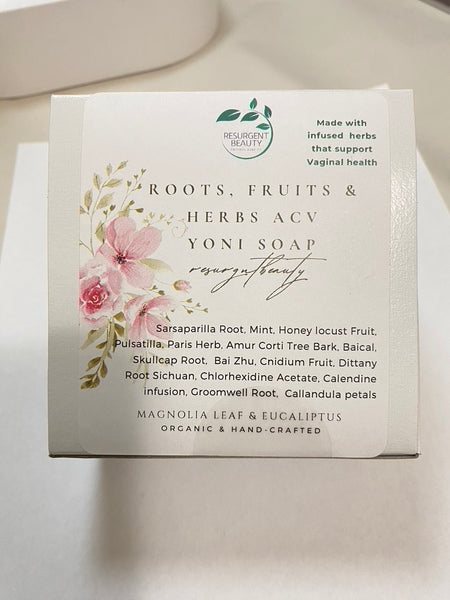 RESURGENT
BEAUTY
Made with
infused herbs
that support
Vaginal health
ROOTS, FRUITS &
HERBS ACV
YONI SOAP
resurgentbeauty
Sarsaparilla Root, Mint, Honey locust Fruit,
Pulsatilla, Paris Herb, Amur Corti Tree Bark, Baical,
Skullcap Root, Bai Zhu, Cnidium Fruit, Dittany
Root Sichuan, Chlorhexidine Acetate, Calendine
infusion, Groomwell Root, Callandula petals
MAGNOLIA LEAF & EUCALIPTUS
ORGANIC & HAND-CRAFTED